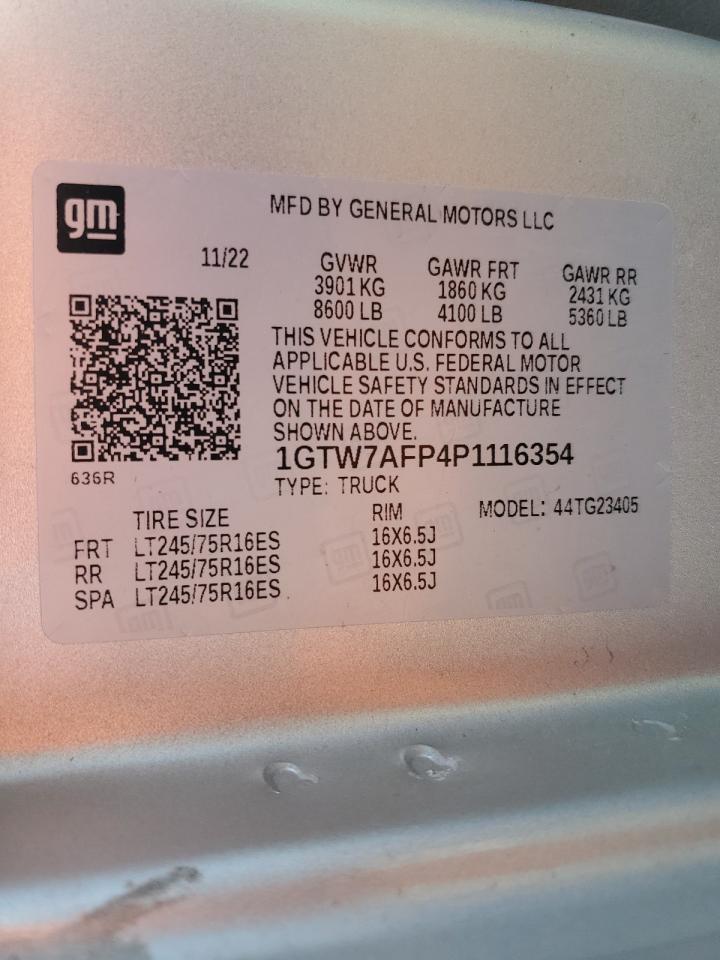 gm
MFD BY GENERAL MOTORS LLC
11/22
GVWR GAWR FRT GAWR RR
3901 KG 1860 KG 2431 KG
8600 LB 4100 LB 5360 LB
THIS VEHICLE CONFORMS TO ALL
APPLICABLE U.S. FEDERAL MOTOR
VEHICLE SAFETY STANDARDS IN EFFECT
ON THE DATE OF MANUFACTURE
SHOWN ABOVE.
1GTW7AFP4P1116354
636R
TYPE: TRUCK
MODEL: 44TG23405
TIRE SIZE RIM
FRT LT245/75R16ES 16X6.5J
RR LT245/75R16ES 16X6.5J
SPA LT245/75R16ES 16X6.5J